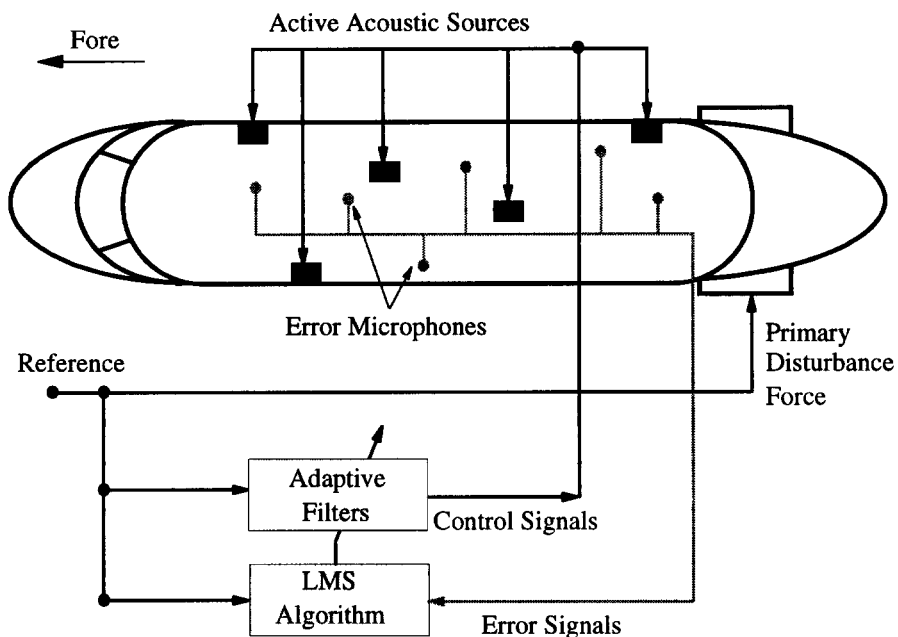 Active Acoustic Sources
Fore
Error Microphones
Reference
Primary
Disturbance
Force
Adaptive
Filters
Control Signals
LMS
Algorithm
Error Signals